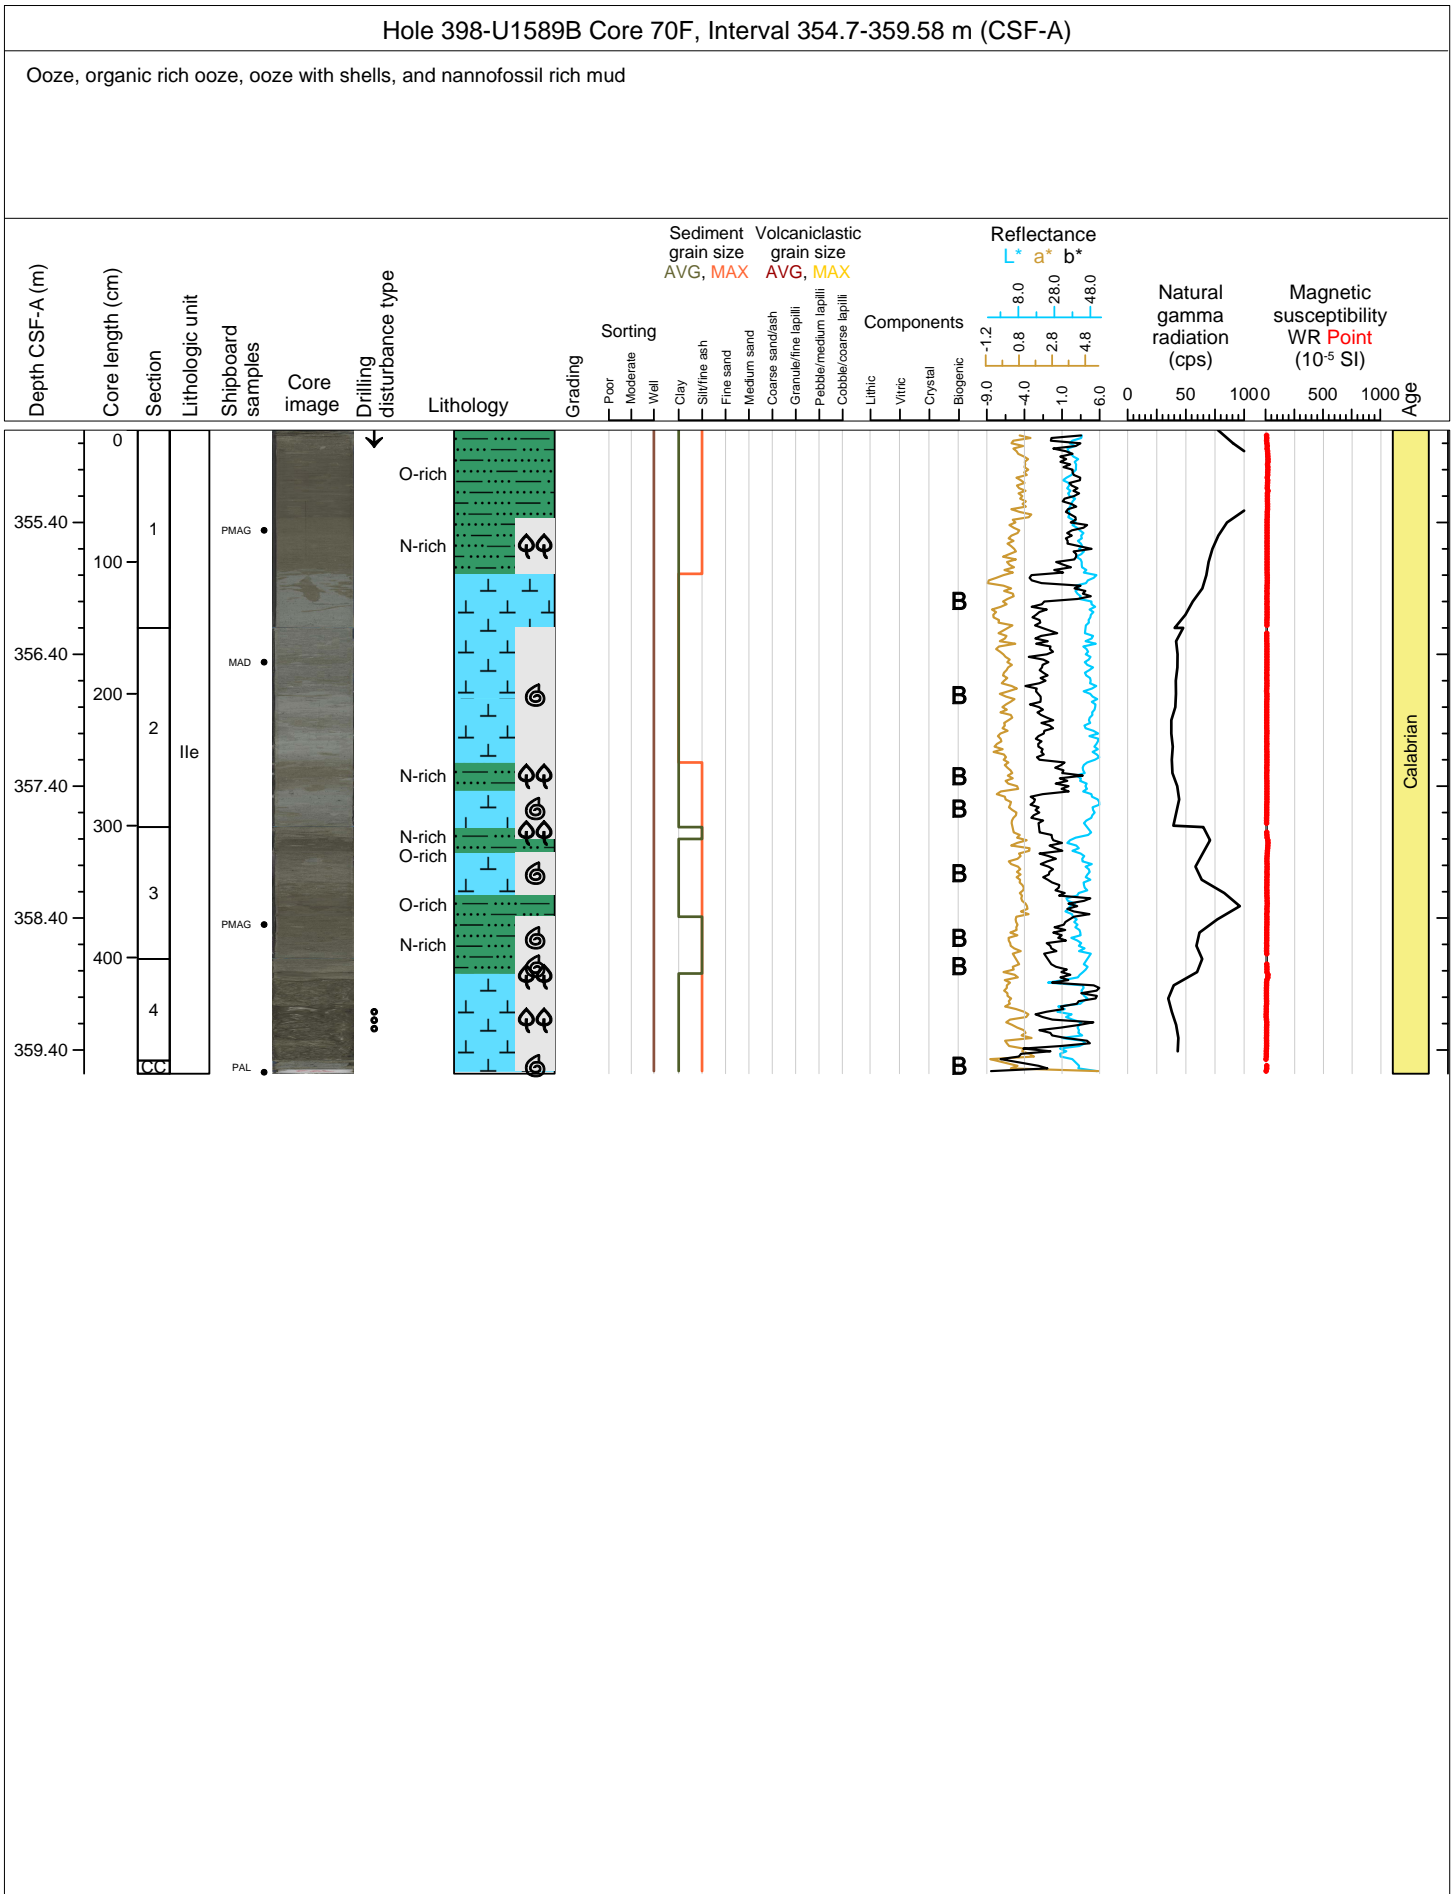 Hole 398-U1589B Core 70F, Interval 354.7-359.58 m (CSF-A)
Ooze, organic rich ooze, ooze with shells, and nannofossil rich mud
Depth CSF-A (m)
Core length (cm)
Section
Lithologic unit
Shipboard
samples
Core
image
Drilling
disturbance type
Lithology
Grading
Sorting
Poor
Moderate
Well
Sediment
grain size
AVG, MAX
Volcaniclastic
grain size
AVG, MAX
Clay
Silt/fine ash
Fine sand
Medium sand
Coarse sand/ash
Granule/fine lapilli
Pebble/medium lapilli
Cobble/coarse lapilli
Components
Lithic
Vitric
Crystal
Biogenic
Reflectance
L* a* b*
8.0 28.0 48.0
-1.2 0.8 2.8 4.8
-9.0 -4.0 1.0 6.0
Natural
gamma
radiation
(cps)
0 50 100
Magnetic
susceptibility
WR Point
(10-5 SI)
0 500 1000
Age
0
O-rich
355.40
1
PMAG
N-rich
100
B
356.40
MAD
200
B
2
IIe
Calabrian
N-rich
B
357.40
B
300
N-rich
O-rich
B
3
O-rich
358.40
PMAG
N-rich
B
400
B
4
359.40
CC
PAL
B